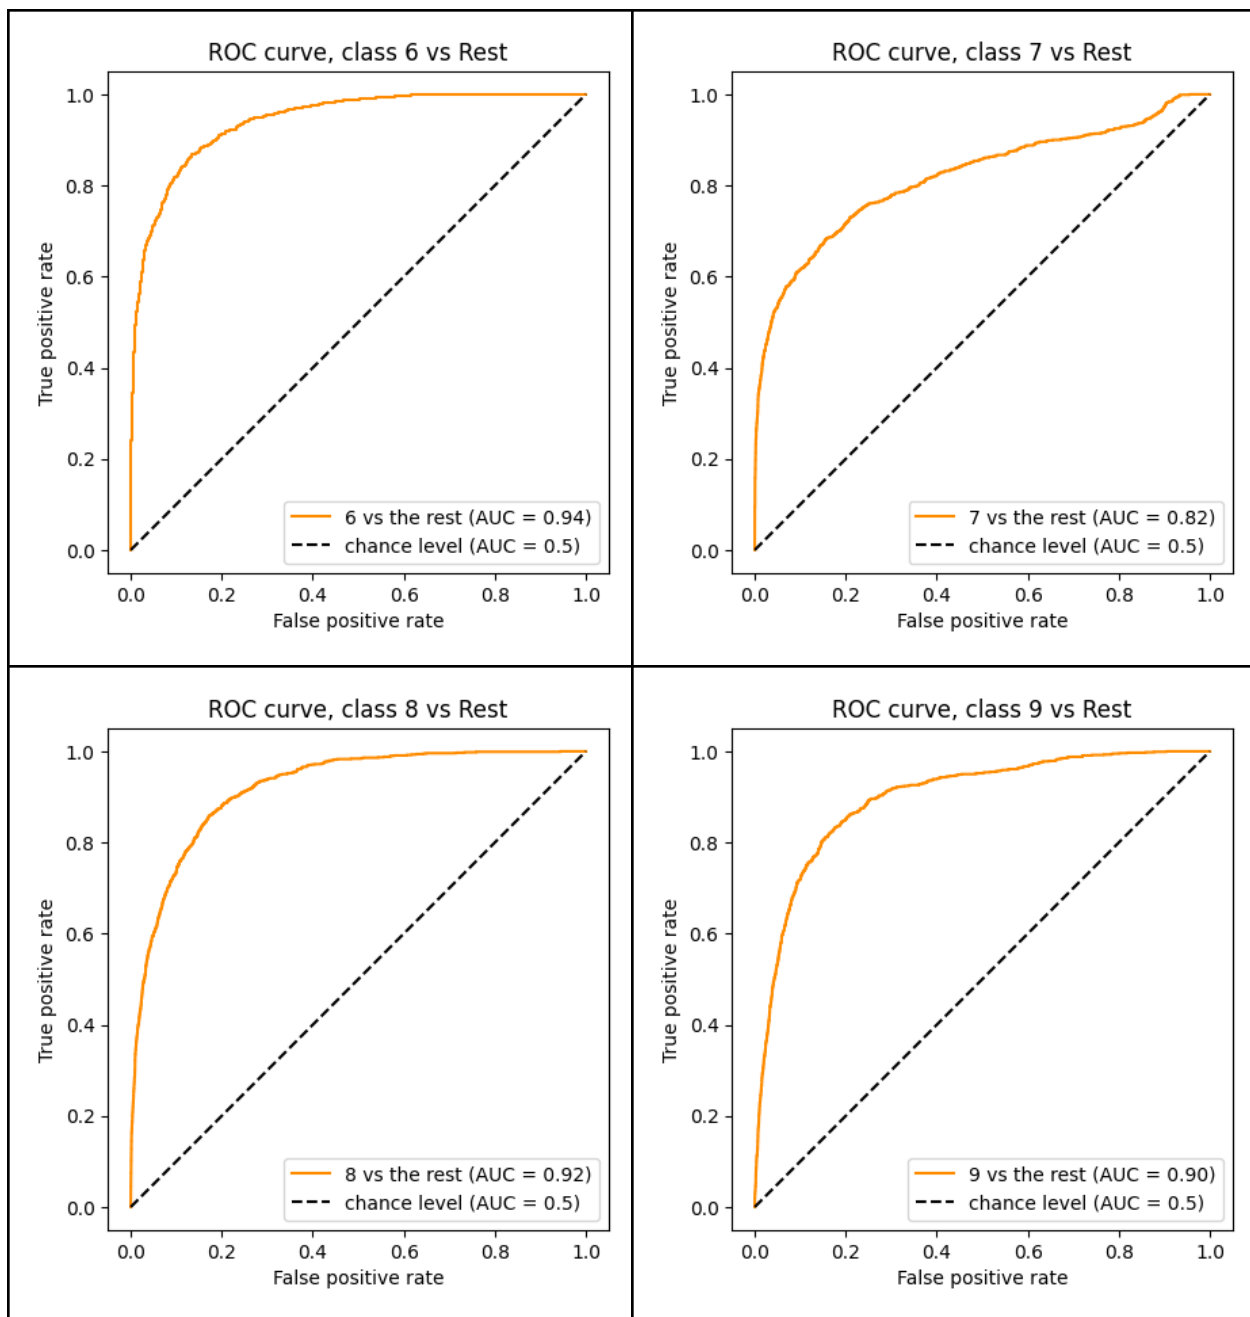 ROC curve, class 6 vs Rest
True positive rate
1.0
0.8
0.6
0.4
0.2
0.0
6 vs the rest (AUC = 0.94)
chance level (AUC = 0.5)
0.0 0.2 0.4 0.6 0.8 1.0
False positive rate
ROC curve, class 7 vs Rest
True positive rate
1.0
0.8
0.6
0.4
0.2
0.0
7 vs the rest (AUC = 0.82)
chance level (AUC = 0.5)
0.0 0.2 0.4 0.6 0.8 1.0
False positive rate
ROC curve, class 8 vs Rest
True positive rate
1.0
0.8
0.6
0.4
0.2
0.0
8 vs the rest (AUC = 0.92)
chance level (AUC = 0.5)
0.0 0.2 0.4 0.6 0.8 1.0
False positive rate
ROC curve, class 9 vs Rest
True positive rate
1.0
0.8
0.6
0.4
0.2
0.0
9 vs the rest (AUC = 0.90)
chance level (AUC = 0.5)
0.0 0.2 0.4 0.6 0.8 1.0
False positive rate